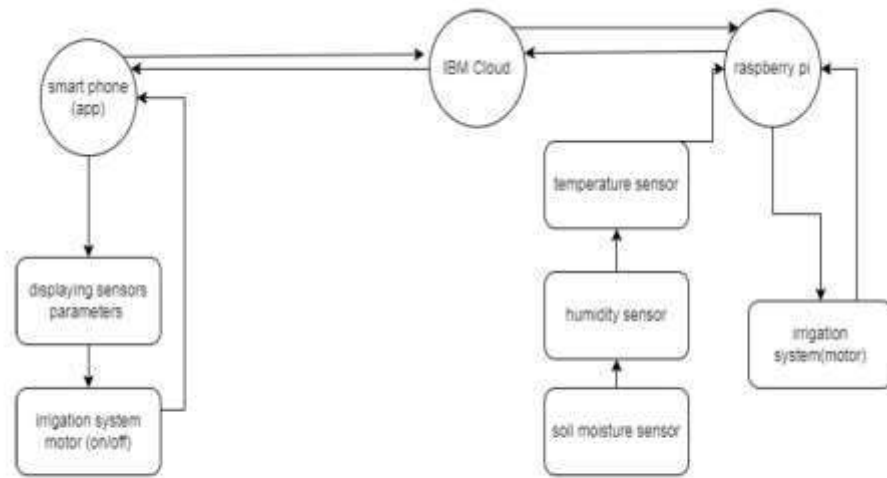 smart phone
(app)
IBM Cloud
raspberry pi
temperature sensor
displaying sensors
parameters
humidity sensor
irrigation
system(motor)
irrigation system
motor (on/off)
soil moisture sensor